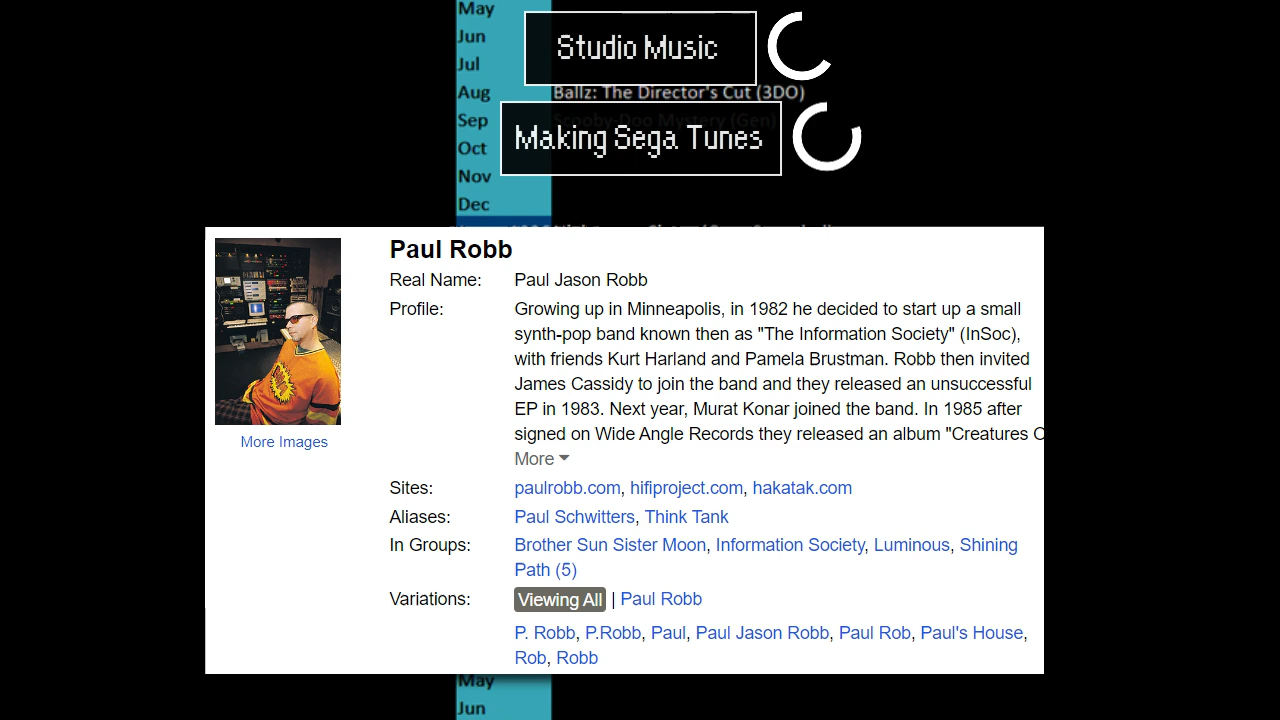 May
Jun
Jul
Aug
Sep
Oct
Nov
Dec
Studio Music
Ballz: The Director's Cut (3DO)
Scooby-Doo Mystery (Gen)
Making Sega Tunes
Paul Robb
Real Name: Paul Jason Robb
Profile: Growing up in Minneapolis, in 1982 he decided to start up a small
synth-pop band known then as "The Information Society" (InSoc),
with friends Kurt Harland and Pamela Brustman. Robb then invited
James Cassidy to join the band and they released an unsuccessful
EP in 1983. Next year, Murat Konar joined the band. In 1985 after
signed on Wide Angle Records they released an album "Creatures O
More
More Images
Sites: paulrobb.com, hifiproject.com, hakatak.com
Aliases: Paul Schwitters, Think Tank
In Groups: Brother Sun Sister Moon, Information Society, Luminous, Shining
Path (5)
Variations: Viewing All | Paul Robb
P. Robb, P.Robb, Paul, Paul Jason Robb, Paul Rob, Paul's House,
Rob, Robb
May
Jun